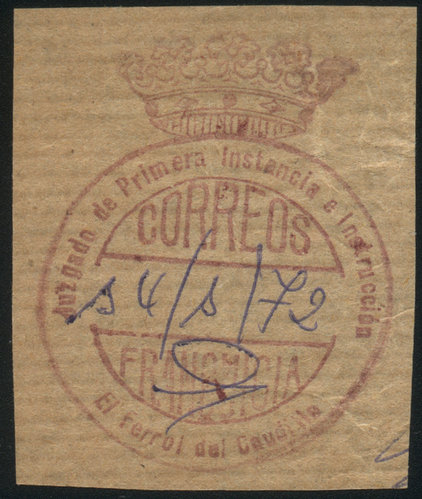 Juzgado de Primera Instancia e Instrucción
CORREOS
FRANQUICIA
El Ferrol del Caudillo